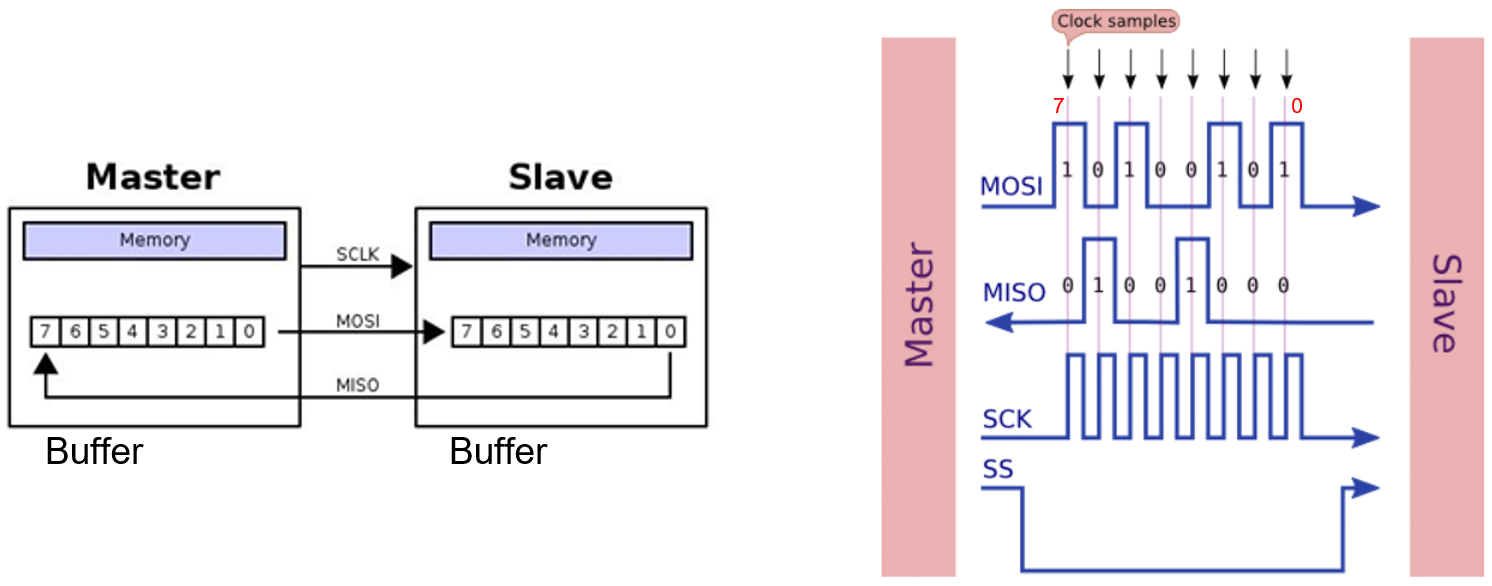 Master
Slave
Memory
Memory
SCLK
7 6 5 4 3 2 1 0
MOSI
7 6 5 4 3 2 1 0
MISO
Buffer
Buffer
Clock samples
7
0
Master
MOSI
1 0 1 0 0 1 0 1
MISO
0 1 0 0 1 0 0 0
SCK
SS
Slave